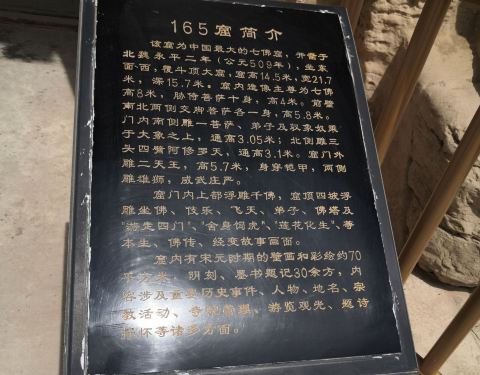 165窟简介
该窟为中国最大的七佛窟，开凿于
北魏永平二年（公元509年），坐东
面西，覆斗顶大窟，窟高14.5米，宽21.7
米，深15.7米。窟内造像主尊为七佛
高8米，胁侍菩萨十身，高4米。前壁
南北两侧交脚菩萨各一身，高5.8米。
门内南侧雕一菩萨、弟子及驭象奴乘
于大象之上，通高3.05米；北侧雕三
头四臂阿修罗天，通高3.1米。窟门外
雕二天王，高5.7米，身穿铠甲，两侧
雕雄狮，威武庄严。
窟门内上部浮雕千佛，窟顶四坡浮
雕坐佛、伎乐、飞天、弟子、佛塔及
"游走四门"、"舍身饲虎"、"莲花化生"、等
本生、佛传、经变故事画面。
窟内有宋元时期的壁画和彩绘约70
平方米，阴刻、墨书题记30余方，内
容涉及重要历史事件、人物、地名、宗
教活动、寺院管理、游览观光、题诗
抒怀等诸多方面。